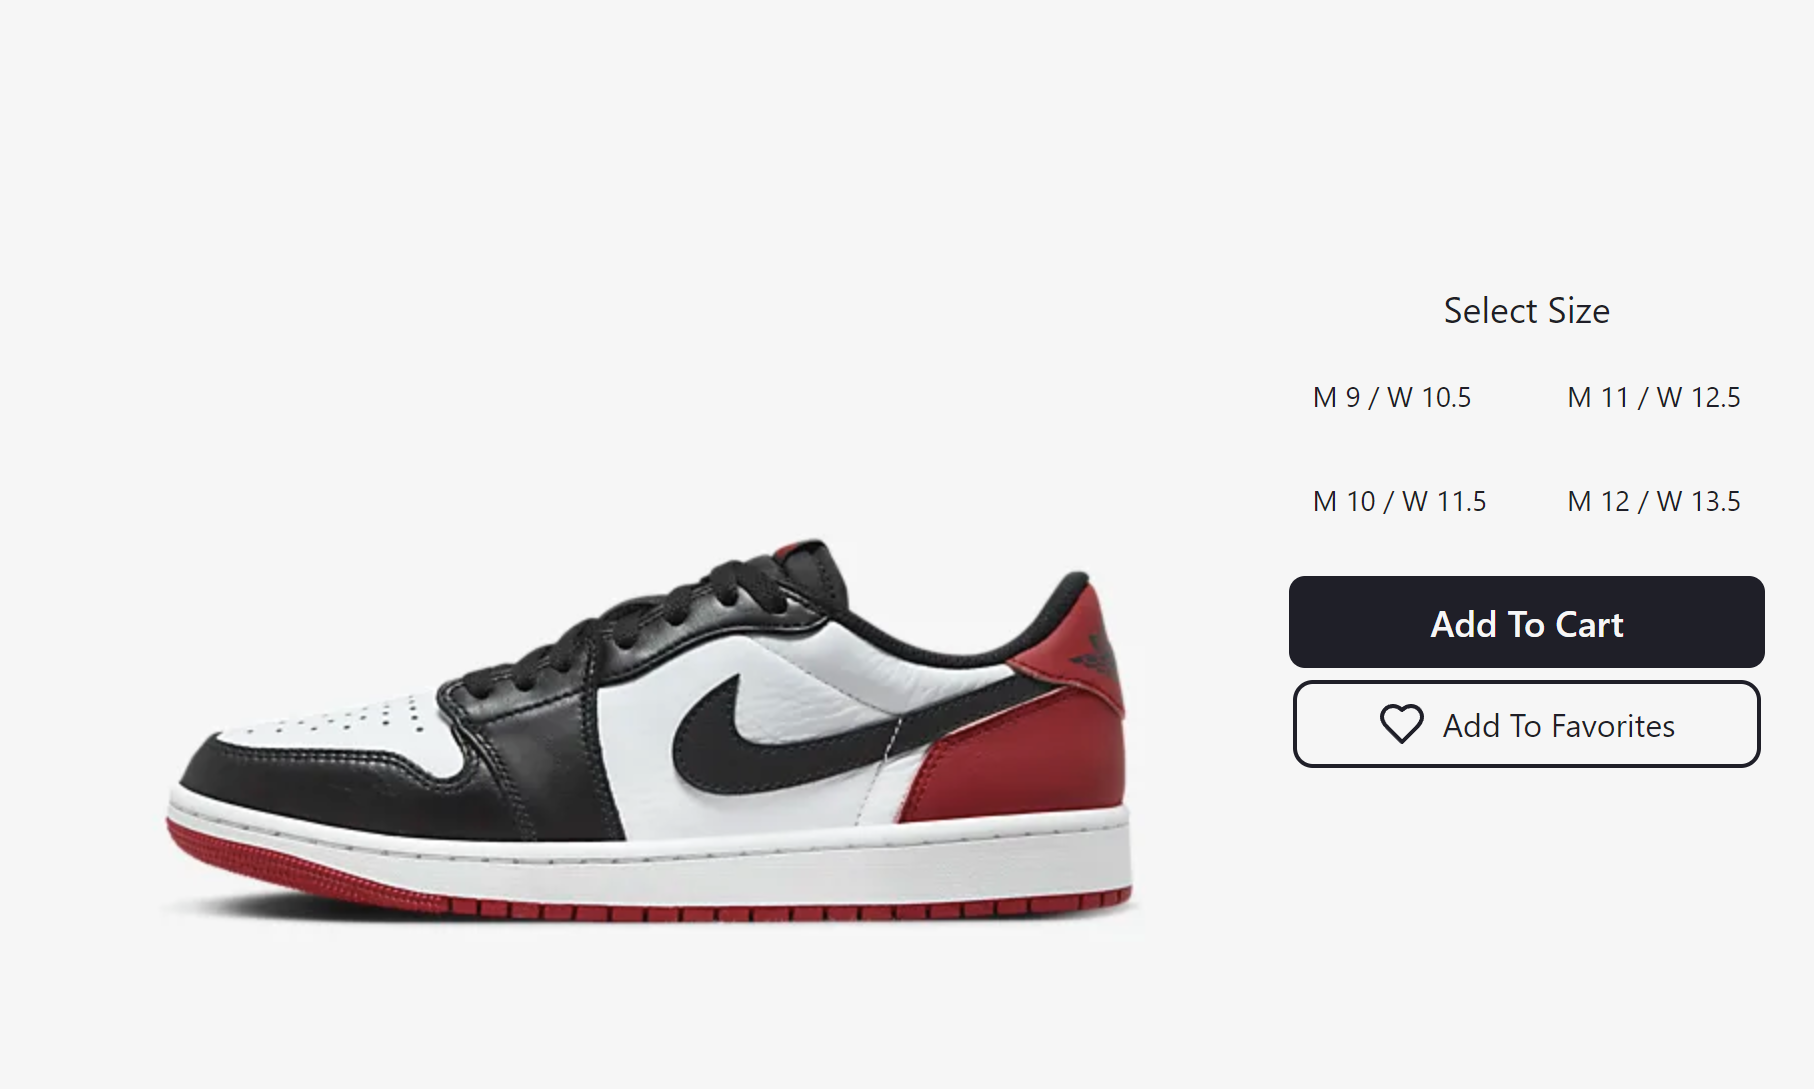 Select Size
M 9 / W 10.5
M 11 / W 12.5
M 10 / W 11.5
M 12 / W 13.5
Add To Cart
Add To Favorites